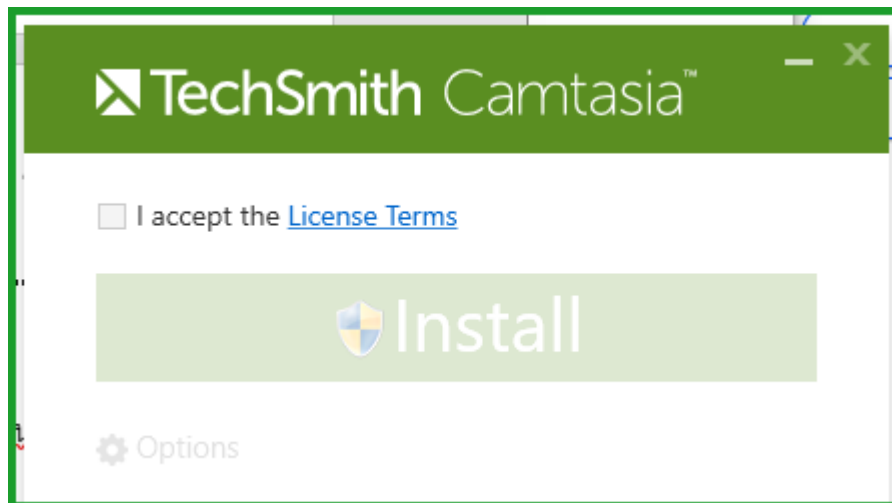 TechSmith Camtasia™
I accept the License Terms
Install
Options